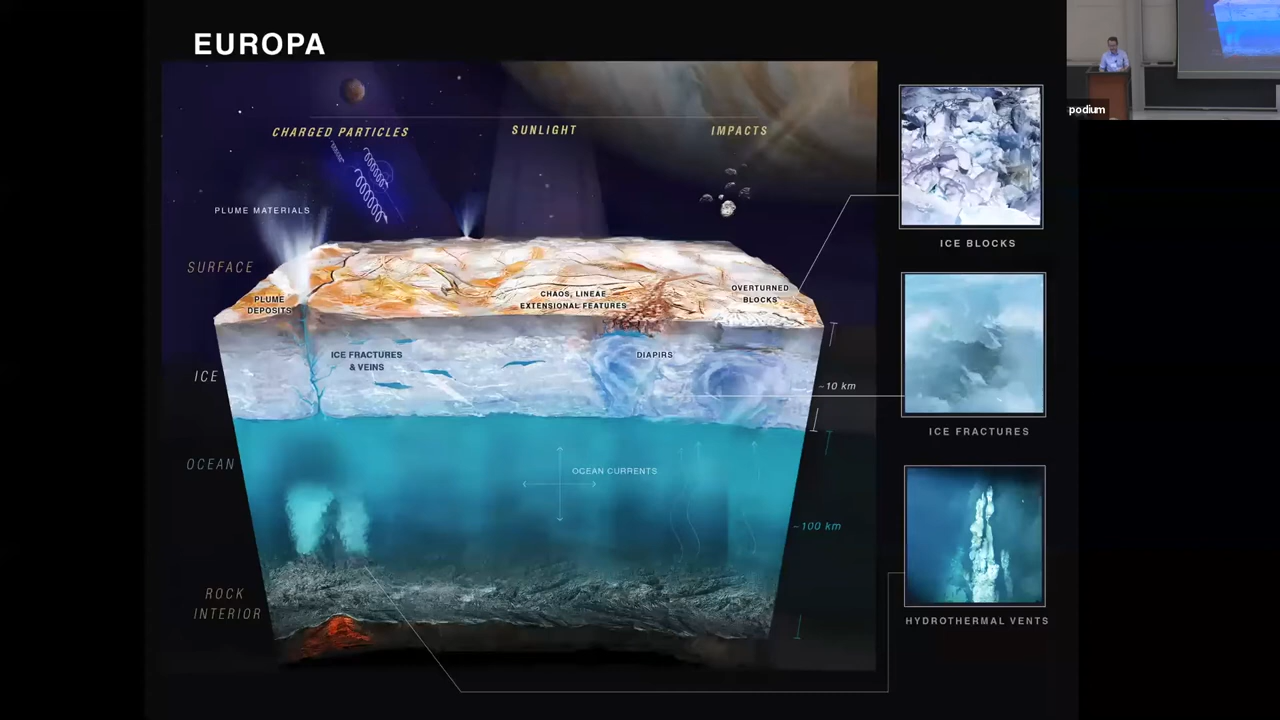 EUROPA
podium
CHARGED PARTICLES
SUNLIGHT
IMPACTS
PLUME MATERIALS
ICE BLOCKS
SURFACE
PLUME
DEPOSITS
CHAOS, LINEAE
EXTENSIONAL FEATURES
OVERTURNED
BLOCKS
ICE FRACTURES
& VEINS
DIAPIRS
ICE
~10 km
ICE FRACTURES
OCEAN
OCEAN CURRENTS
~100 km
ROCK
INTERIOR
HYDROTHERMAL VENTS